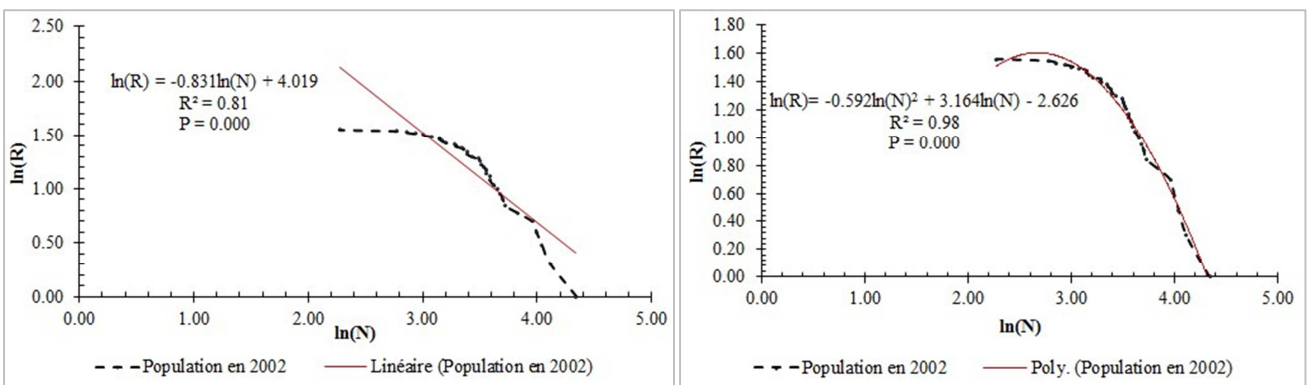 2.50
2.00
1.50
1.00
0.50
0.00
ln(R)
ln(R) = -0.831ln(N) + 4.019
R² = 0.81
P = 0.000
0.00 1.00 2.00 3.00 4.00 5.00
ln(N)
Population en 2002 Linéaire (Population en 2002)
1.80
1.60
1.40
1.20
1.00
0.80
0.60
0.40
0.20
0.00
ln(R)
ln(R)= -0.592ln(N)² + 3.164ln(N) - 2.626
R² = 0.98
P = 0.000
0.00 1.00 2.00 3.00 4.00 5.00
ln(N)
Population en 2002 Poly. (Population en 2002)